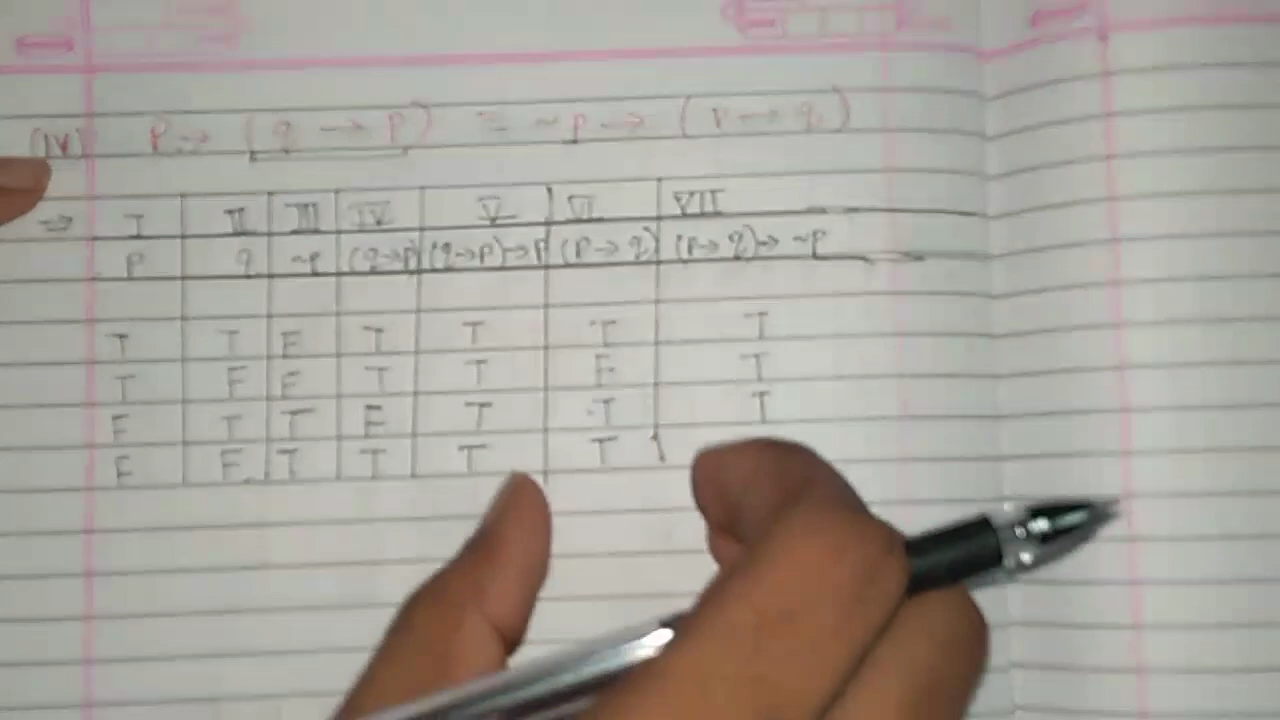 (IV) P → (q → p) ≡ ~p → (p → q)
⇒ I II III IV V VI VII
P q ~p (q→p) (q→p)→p (p→q) (p→q)→~p
T T F T T T T
T F F T T F T
F T T F T T T
F F T T T T